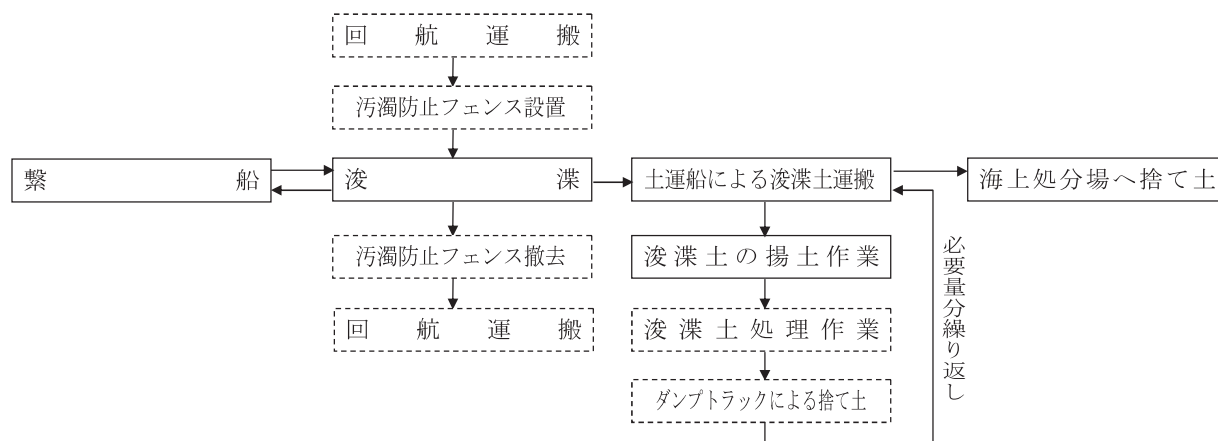 回航運搬
汚濁防止フェンス設置
繋船
浚渫
土運船による浚渫土運搬
海上処分場へ捨て土
汚濁防止フェンス撤去
浚渫土の揚土作業
必要量分繰り返し
回航運搬
浚渫土処理作業
ダンプトラックによる捨て土